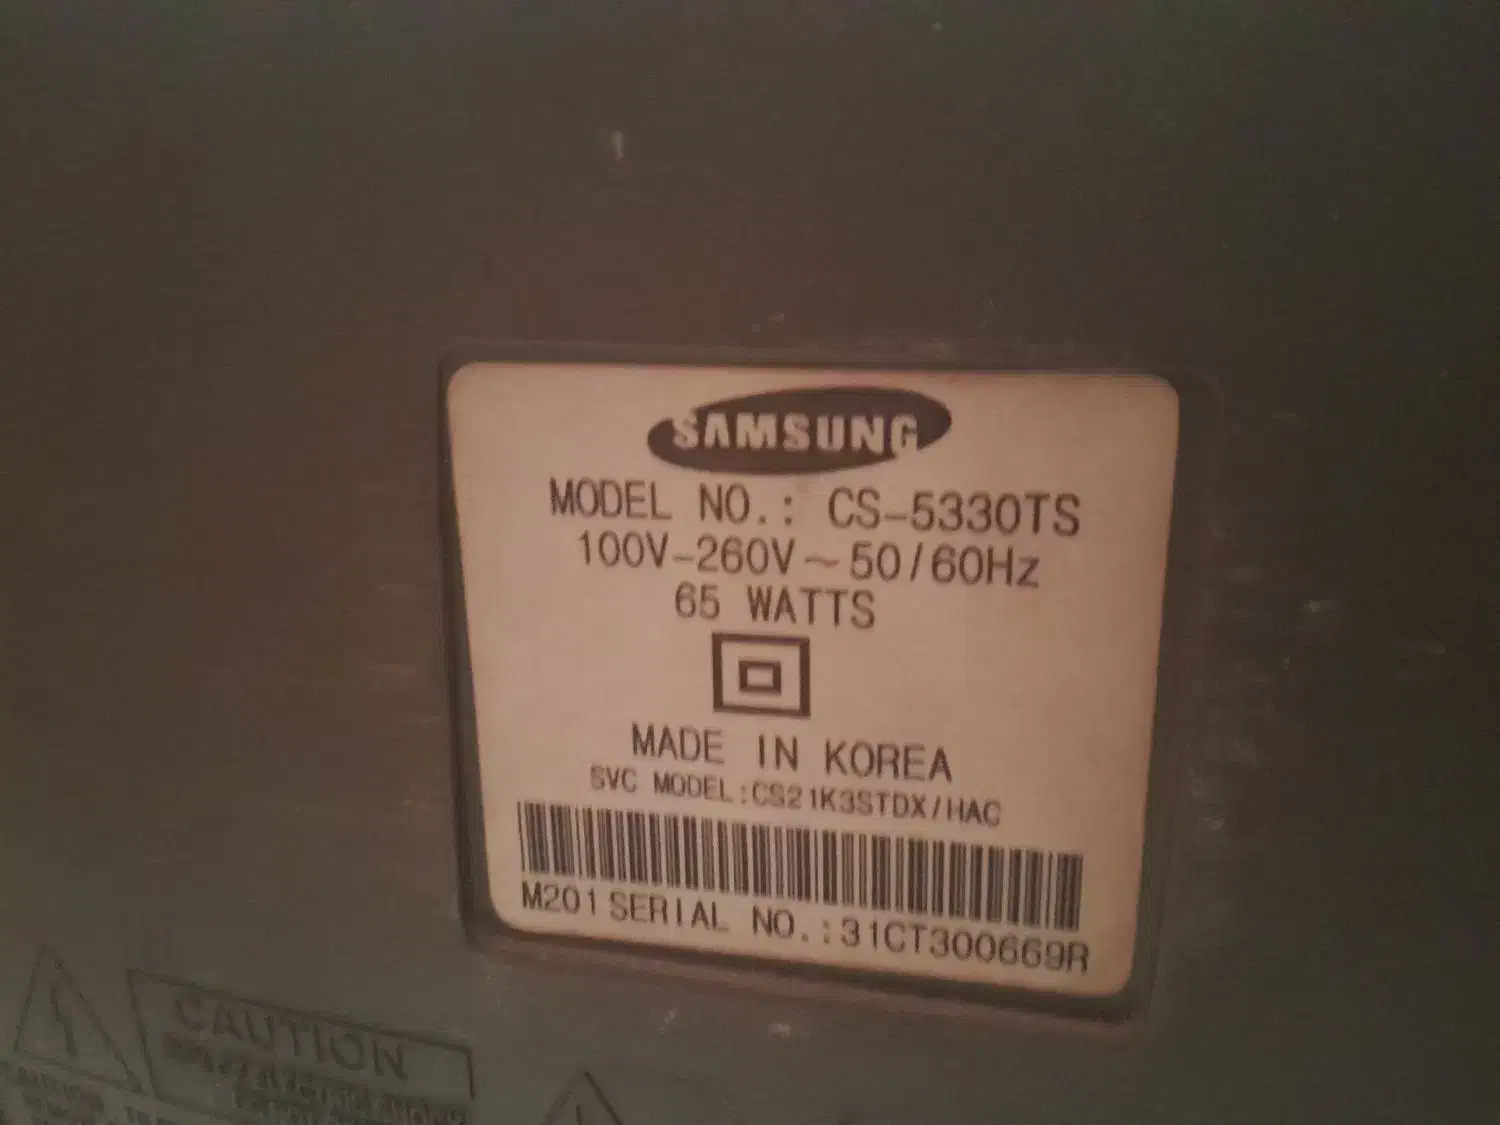 SAMSUNG
MODEL NO.: CS-5330TS
100V-260V~50/60Hz
65 WATTS
MADE IN KOREA
SVC MODEL:CS21K3STDX/HAC
M201 SERIAL NO.:31CT300669R
CAUTION
CAUTION